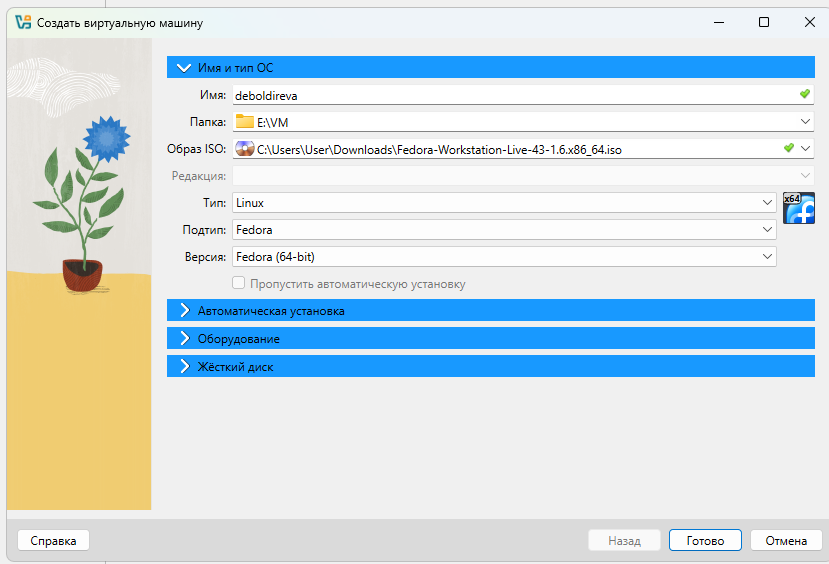 Создать виртуальную машину
Имя и тип ОС
Имя: deboldireva
Папка: E:\VM
Образ ISO: C:\Users\User\Downloads\Fedora-Workstation-Live-43-1.6.x86_64.iso
Редакция:
Тип: Linux
x64
Подтип: Fedora
Версия: Fedora (64-bit)
Пропустить автоматическую установку
Автоматическая установка
Оборудование
Жёсткий диск
Справка Назад Готово Отмена